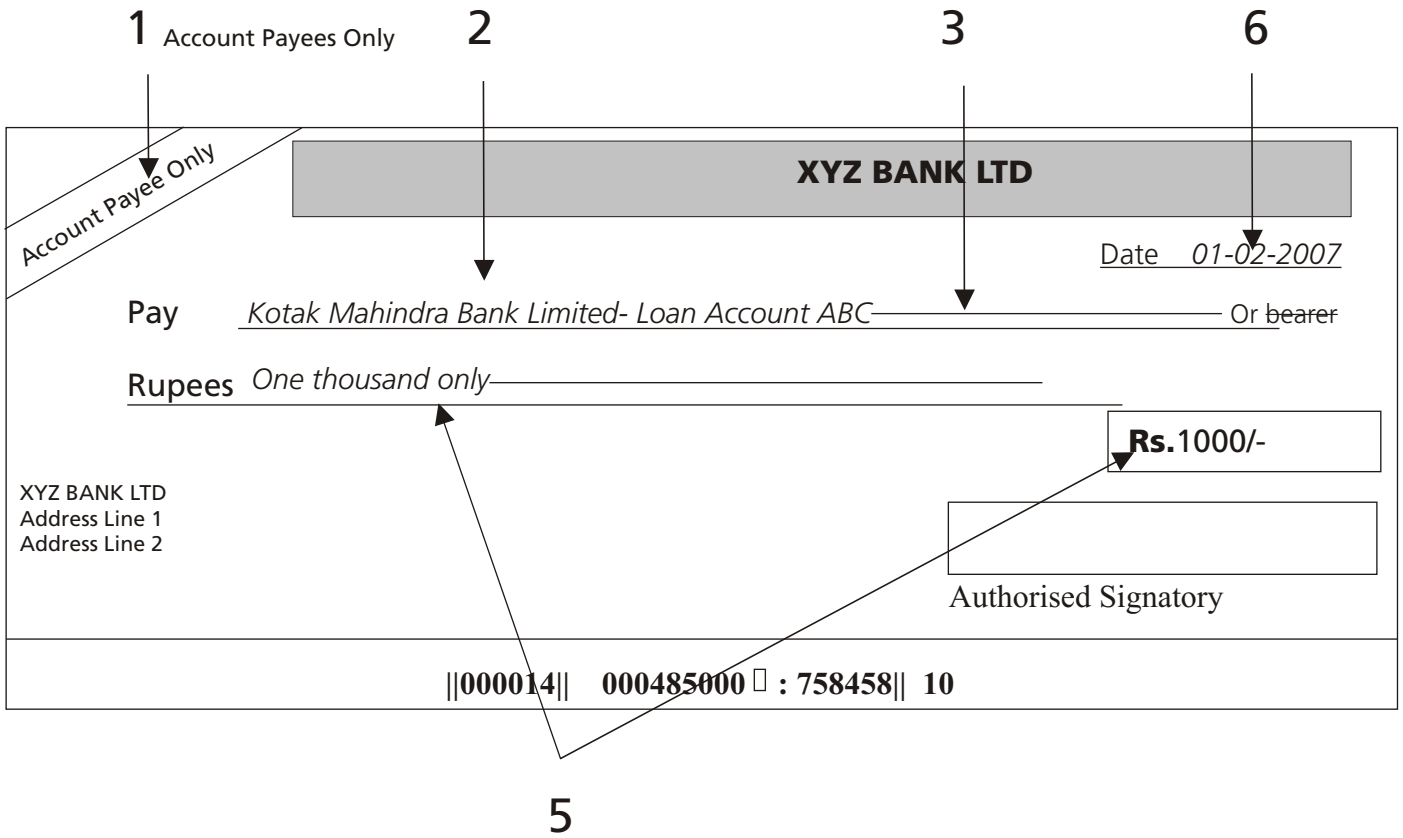 1 Account Payees Only 2 3 6
Account Payee Only
XYZ BANK LTD
Date 01-02-2007
Pay Kotak Mahindra Bank Limited- Loan Account ABC Or bearer
Rupees One thousand only
Rs.1000/-
XYZ BANK LTD
Address Line 1
Address Line 2
Authorised Signatory
||000014|| 000485000 : 758458|| 10
5